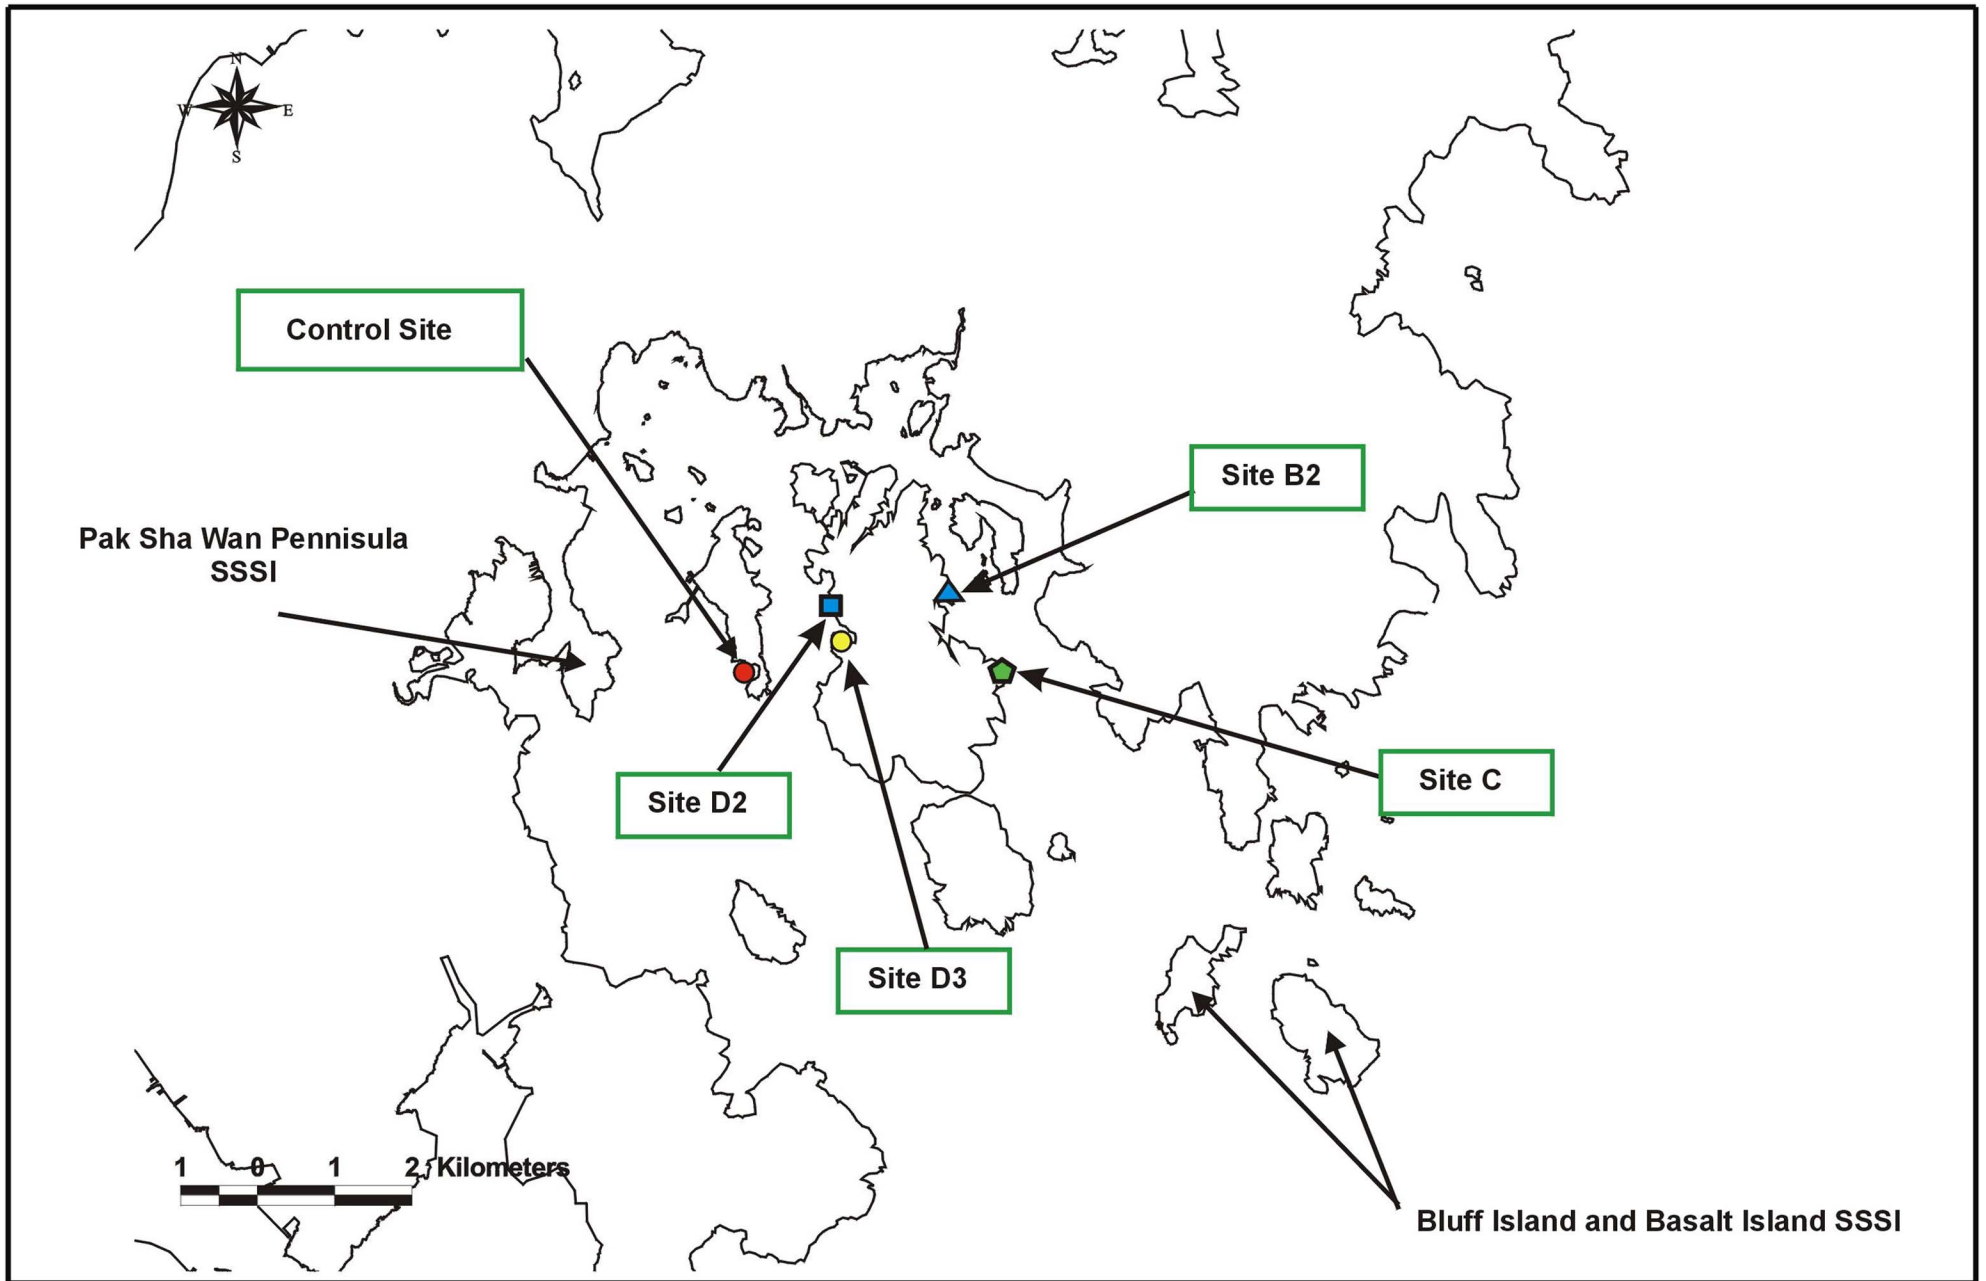 N
W E
S
Control Site
Site B2
Pak Sha Wan Pennisula
SSSI
Site D2
Site C
Site D3
1 0 1 2 Kilometers
Bluff Island and Basalt Island SSSI